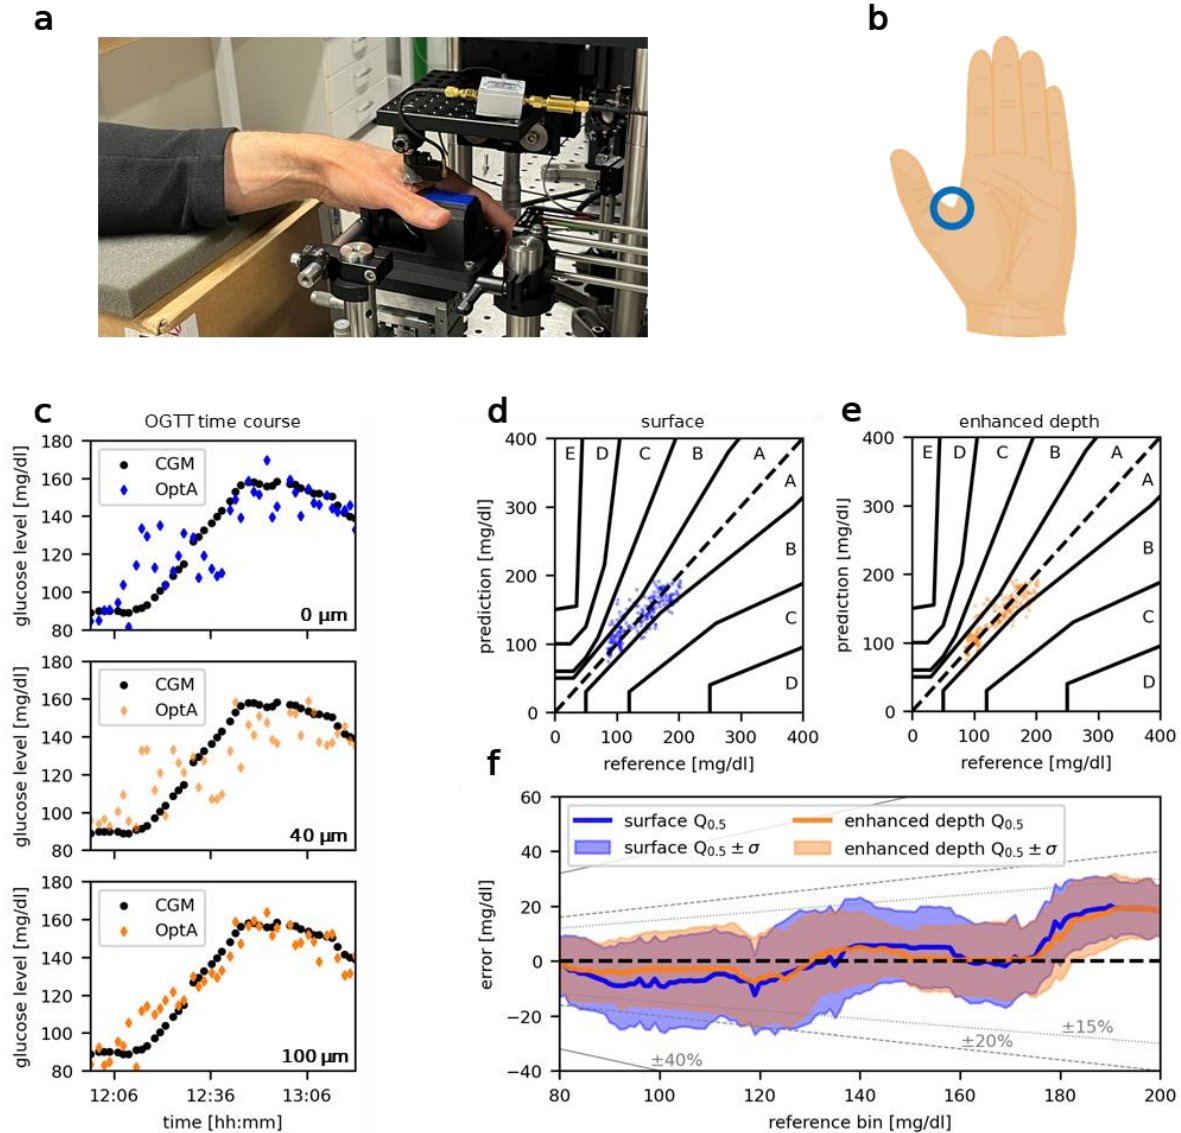 a
b
c
OGTT time course
180
160
140
120
100
80
glucose level [mg/dl]
CGM
OptA
0 µm
180
160
140
120
100
80
glucose level [mg/dl]
CGM
OptA
40 µm
180
160
140
120
100
80
glucose level [mg/dl]
CGM
OptA
100 µm
12:06 12:36 13:06
time [hh:mm]
d
surface
400
300
200
100
0
prediction [mg/dl]
E D C B A
A
B
C
D
0 100 200 300 400
reference [mg/dl]
e
enhanced depth
400
300
200
100
0
prediction [mg/dl]
E D C B A
A
B
C
D
0 100 200 300 400
reference [mg/dl]
f
60
40
20
0
−20
−40
error [mg/dl]
surface Q0.5 enhanced depth Q0.5
surface Q0.5 ± σ enhanced depth Q0.5 ± σ
±15%
±20%
±40%
80 100 120 140 160 180 200
reference bin [mg/dl]